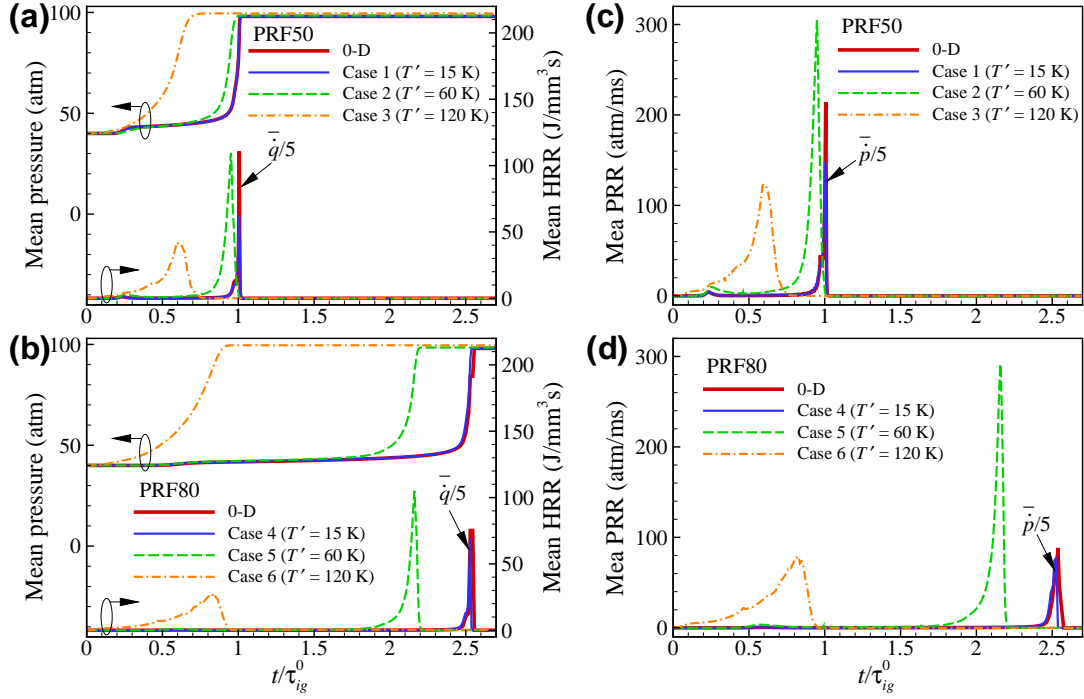 (a)
100
50
0
Mean pressure (atm)
PRF50
0-D
Case 1 (T′ = 15 K)
Case 2 (T′ = 60 K)
Case 3 (T′ = 120 K)
q̇̅/5
200
150
100
50
0
Mean HRR (J/mm³s)
0 0.5 1 1.5 2 2.5
(c)
300
200
100
0
Mea PRR (atm/ms)
PRF50
0-D
Case 1 (T′ = 15 K)
Case 2 (T′ = 60 K)
Case 3 (T′ = 120 K)
ṗ̅/5
0 0.5 1 1.5 2 2.5
(b)
100
50
0
Mean pressure (atm)
PRF80
0-D
Case 4 (T′ = 15 K)
Case 5 (T′ = 60 K)
Case 6 (T′ = 120 K)
q̇̅/5
200
150
100
50
0
Mean HRR (J/mm³s)
0 0.5 1 1.5 2 2.5
t/τ⁰ig
(d)
300
200
100
0
Mea PRR (atm/ms)
PRF80
0-D
Case 4 (T′ = 15 K)
Case 5 (T′ = 60 K)
Case 6 (T′ = 120 K)
ṗ̅/5
0 0.5 1 1.5 2 2.5
t/τ⁰ig